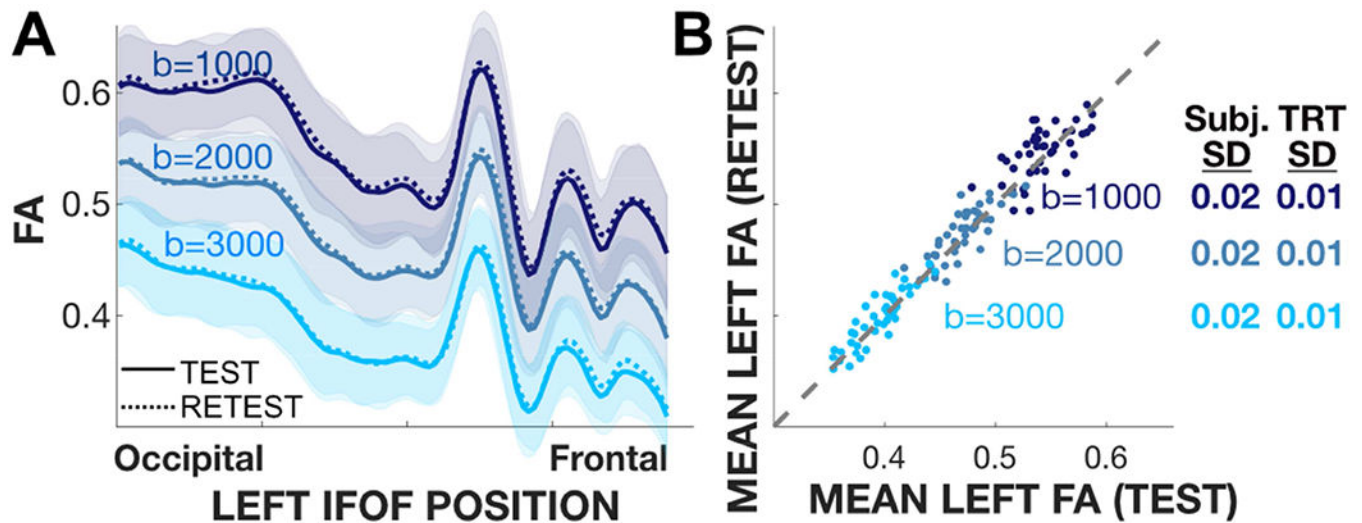 A
b=1000
b=2000
b=3000
FA
0.6
0.5
0.4
TEST
RETEST
Occipital
Frontal
LEFT IFOF POSITION
B
MEAN LEFT FA (RETEST)
Subj. TRT
SD SD
b=1000 0.02 0.01
b=2000 0.02 0.01
b=3000 0.02 0.01
0.4 0.5 0.6
MEAN LEFT FA (TEST)